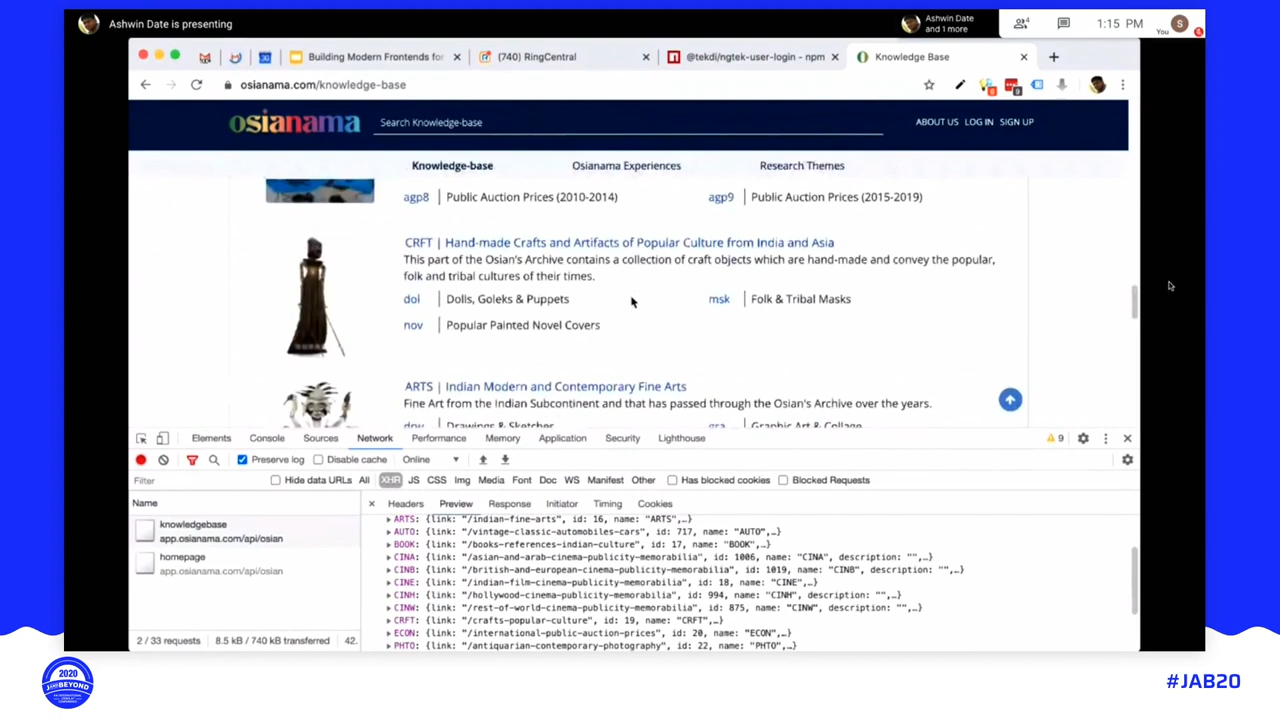 Ashwin Date is presenting
Ashwin Date
and 1 more
4
1:15 PM
You
S
Building Modern Frontends for
(740) RingCentral
@tekdi/ngtek-user-login - npm
Knowledge Base
osianama.com/knowledge-base
osianama
Search Knowledge-base
ABOUT US LOG IN SIGN UP
Knowledge-base
Osianama Experiences
Research Themes
agp8 | Public Auction Prices (2010-2014)
agp9 | Public Auction Prices (2015-2019)
CRFT | Hand-made Crafts and Artifacts of Popular Culture from India and Asia
This part of the Osian's Archive contains a collection of craft objects which are hand-made and convey the popular,
folk and tribal cultures of their times.
dol | Dolls, Goleks & Puppets
msk | Folk & Tribal Masks
nov | Popular Painted Novel Covers
ARTS | Indian Modern and Contemporary Fine Arts
Fine Art from the Indian Subcontinent and that has passed through the Osian's Archive over the years.
drw | Drawings & Sketches
gra | Graphic Art & Collage
Elements Console Sources Network Performance Memory Application Security Lighthouse 9
Preserve log Disable cache Online
Filter Hide data URLs All XHR JS CSS Img Media Font Doc WS Manifest Other Has blocked cookies Blocked Requests
Name
Headers Preview Response Initiator Timing Cookies
knowledgebase
app.osianama.com/api/osian
homepage
app.osianama.com/api/osian
ARTS: {link: "/indian-fine-arts", id: 16, name: "ARTS",…}
AUTO: {link: "/vintage-classic-automobiles-cars", id: 717, name: "AUTO",…}
BOOK: {link: "/books-references-indian-culture", id: 17, name: "BOOK",…}
CINA: {link: "/asian-and-arab-cinema-publicity-memorabilia", id: 1006, name: "CINA", description: "",…}
CINB: {link: "/british-and-european-cinema-publicity-memorabilia", id: 1019, name: "CINB", description: "",…}
CINE: {link: "/indian-film-cinema-publicity-memorabilia", id: 18, name: "CINE",…}
CINH: {link: "/hollywood-cinema-publicity-memorabilia", id: 994, name: "CINH", description: "",…}
CINW: {link: "/rest-of-world-cinema-publicity-memorabilia", id: 875, name: "CINW", description: "",…}
CRFT: {link: "/crafts-popular-culture", id: 19, name: "CRFT",…}
ECON: {link: "/international-public-auction-prices", id: 20, name: "ECON",…}
PHTO: {link: "/antiquarian-contemporary-photography", id: 22, name: "PHTO",…}
2 / 33 requests 8.5 kB / 740 kB transferred 42.
2020
JANDBEYOND
#JAB20